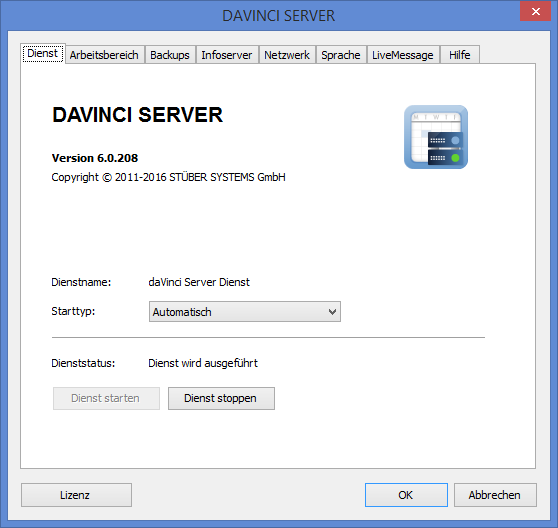 DAVINCI SERVER
Dienst Arbeitsbereich Backups Infoserver Netzwerk Sprache LiveMessage Hilfe
DAVINCI SERVER
M T W T T
Version 6.0.208
Copyright © 2011-2016 STÜBER SYSTEMS GmbH
Dienstname: daVinci Server Dienst
Starttyp: Automatisch
Dienststatus: Dienst wird ausgeführt
Dienst starten Dienst stoppen
Lizenz OK Abbrechen